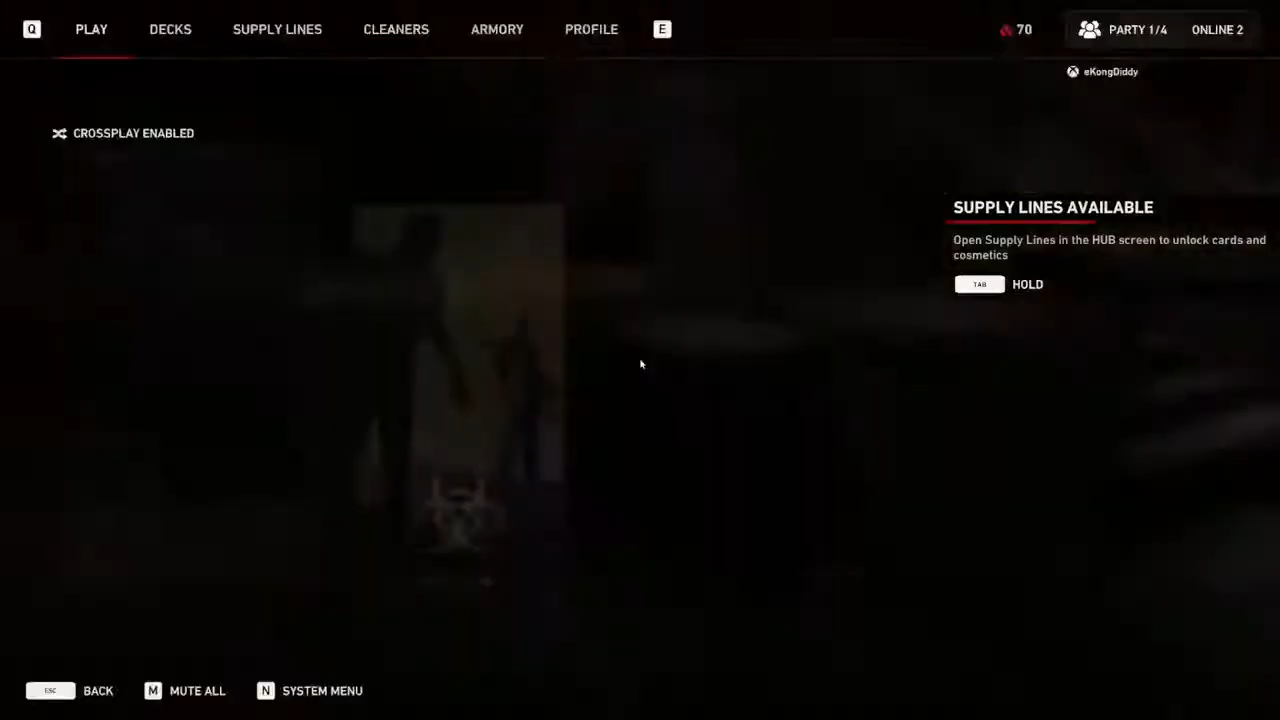 Q PLAY DECKS SUPPLY LINES CLEANERS ARMORY PROFILE E 70 PARTY 1/4 ONLINE 2
eKongDiddy
CROSSPLAY ENABLED
SUPPLY LINES AVAILABLE
Open Supply Lines in the HUB screen to unlock cards and
cosmetics
TAB HOLD
ESC BACK M MUTE ALL N SYSTEM MENU